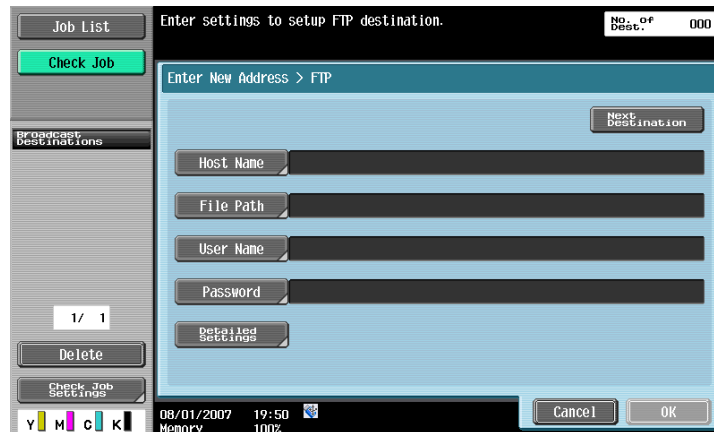 Job List
Check Job
Enter settings to setup FTP destination.
No. of
Dest.
000
Enter New Address > FTP
Next
Destination
Broadcast
Destinations
Host Name
File Path
User Name
Password
Detailed
Settings
1/ 1
Delete
Check Job
Settings
Y M C K
08/01/2007 19:50
Memory 100%
Cancel
OK